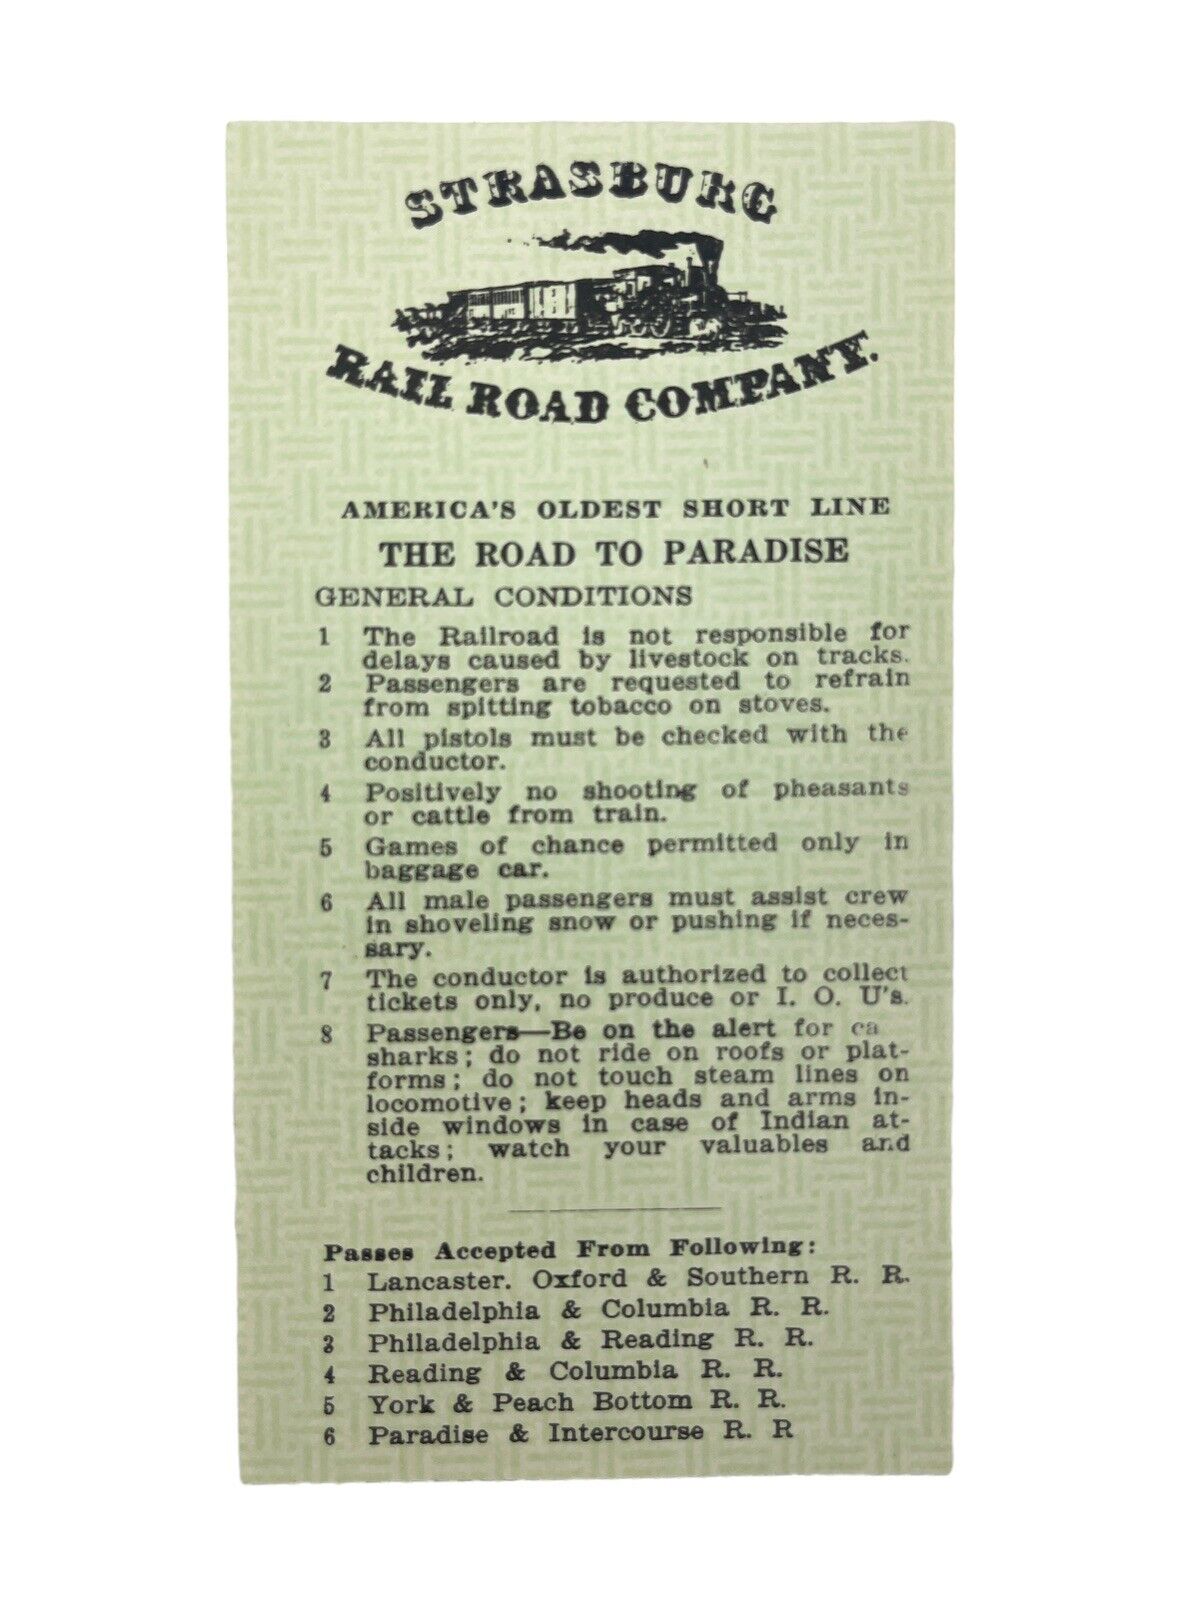 STRASBURG
RAIL ROAD COMPANY.
AMERICA'S OLDEST SHORT LINE
THE ROAD TO PARADISE
GENERAL CONDITIONS
1 The Railroad is not responsible for
delays caused by livestock on tracks.
2 Passengers are requested to refrain
from spitting tobacco on stoves.
3 All pistols must be checked with the
conductor.
4 Positively no shooting of pheasants
or cattle from train.
5 Games of chance permitted only in
baggage car.
6 All male passengers must assist crew
in shoveling snow or pushing if neces-
sary.
7 The conductor is authorized to collect
tickets only, no produce or I. O. U's.
8 Passengers—Be on the alert for
sharks; do not ride on roofs or plat-
forms; do not touch steam lines on
locomotive; keep heads and arms in-
side windows in case of Indian at-
tacks; watch your valuables and
children.
Passes Accepted From Following:
1 Lancaster. Oxford & Southern R. R.
2 Philadelphia & Columbia R. R.
3 Philadelphia & Reading R. R.
4 Reading & Columbia R. R.
5 York & Peach Bottom R. R.
6 Paradise & Intercourse R. R